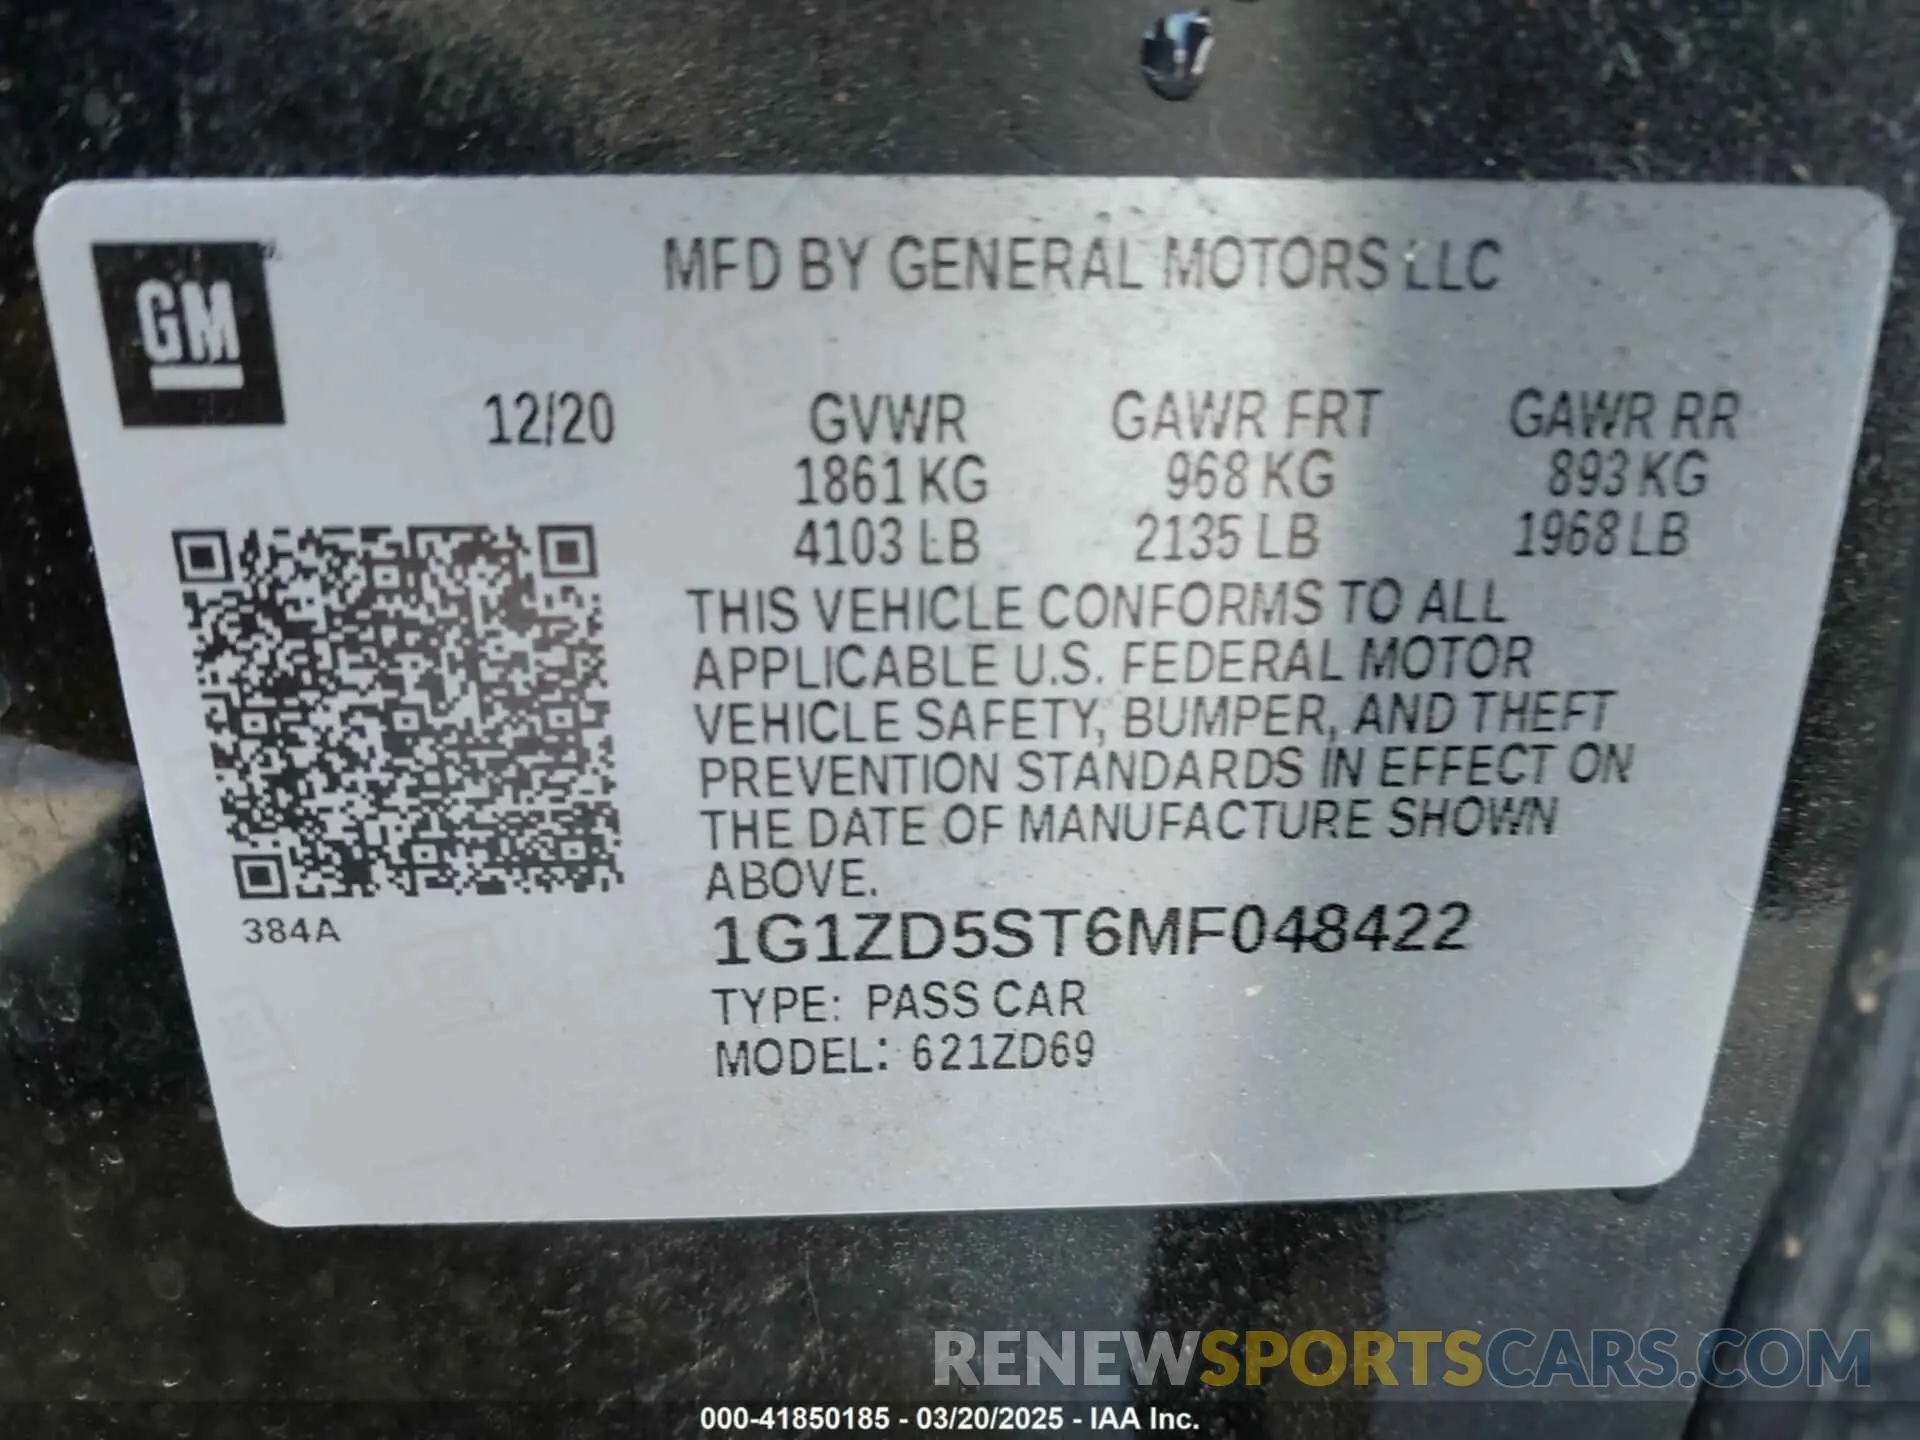 GM
MFD BY GENERAL MOTORS LLC
12/20 GVWR GAWR FRT GAWR RR
1861 KG 968 KG 893 KG
4103 LB 2135 LB 1968 LB
THIS VEHICLE CONFORMS TO ALL
APPLICABLE U.S. FEDERAL MOTOR
VEHICLE SAFETY, BUMPER, AND THEFT
PREVENTION STANDARDS IN EFFECT ON
THE DATE OF MANUFACTURE SHOWN
ABOVE.
384A
1G1ZD5ST6MF048422
TYPE: PASS CAR
MODEL: 621ZD69
RENEWSPORTSCARS.COM
000-41850185 - 03/20/2025 - IAA Inc.